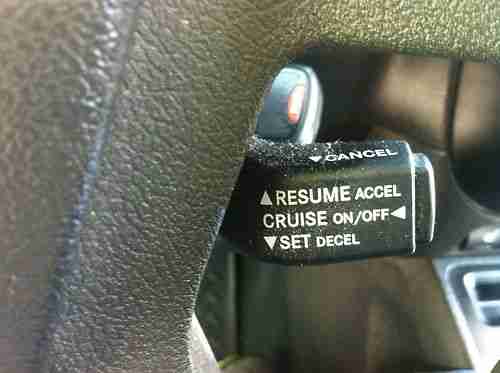 ▼CANCEL
▲RESUME ACCEL
CRUISE ON/OFF◀
▼SET DECEL